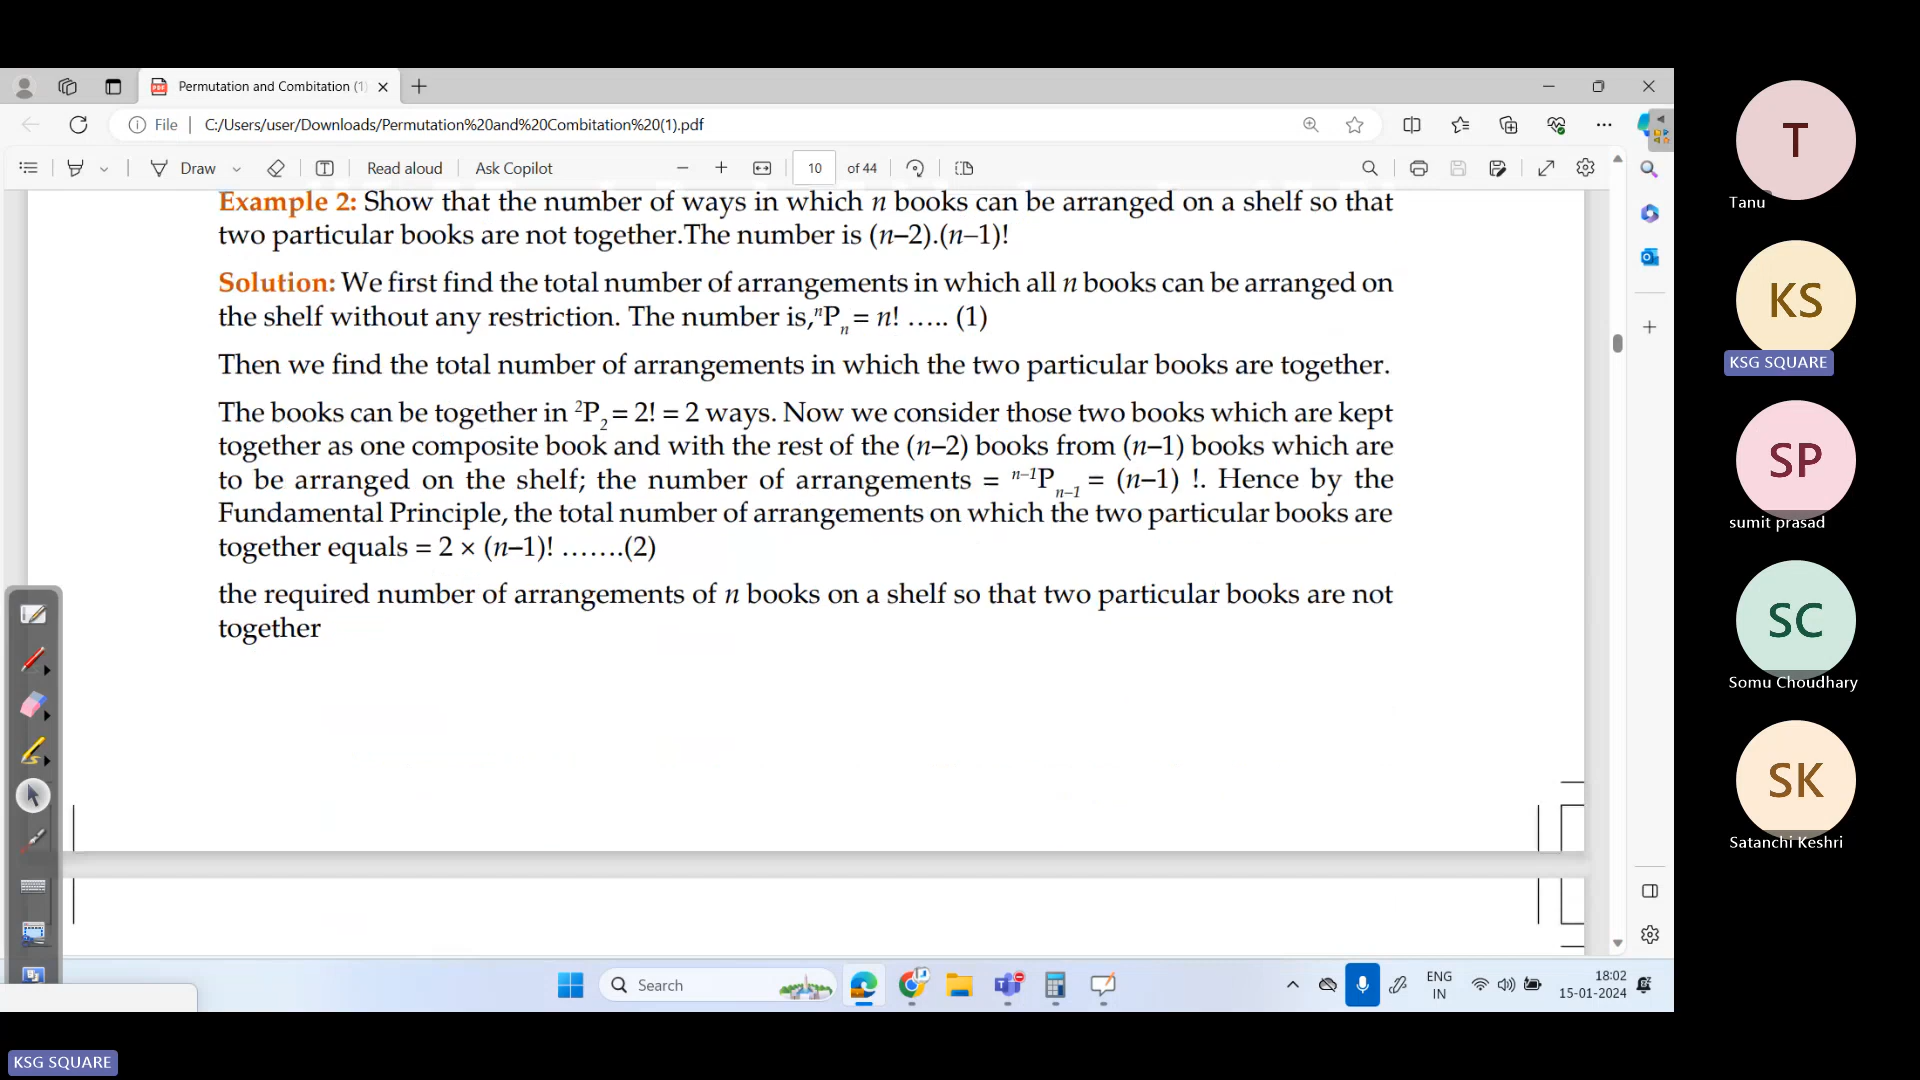 Permutation and Combitation (1)
File
C:/Users/user/Downloads/Permutation%20and%20Combitation%20(1).pdf
Draw
Read aloud
Ask Copilot
10
of 44
Example 2: Show that the number of ways in which n books can be arranged on a shelf so that
two particular books are not together.The number is (n–2).(n–1)!
Solution: We first find the total number of arrangements in which all n books can be arranged on
the shelf without any restriction. The number is,ⁿPₙ = n! ….. (1)
Then we find the total number of arrangements in which the two particular books are together.
The books can be together in ²P₂ = 2! = 2 ways. Now we consider those two books which are kept
together as one composite book and with the rest of the (n–2) books from (n–1) books which are
to be arranged on the shelf; the number of arrangements = ⁿ⁻¹Pₙ₋₁ = (n–1) !. Hence by the
Fundamental Principle, the total number of arrangements on which the two particular books are
together equals = 2 × (n–1)! …….(2)
the required number of arrangements of n books on a shelf so that two particular books are not
together
Search
ENG
IN
18:02
15-01-2024
T
Tanu
KS
KSG SQUARE
SP
sumit prasad
SC
Somu Choudhary
SK
Satanchi Keshri
KSG SQUARE